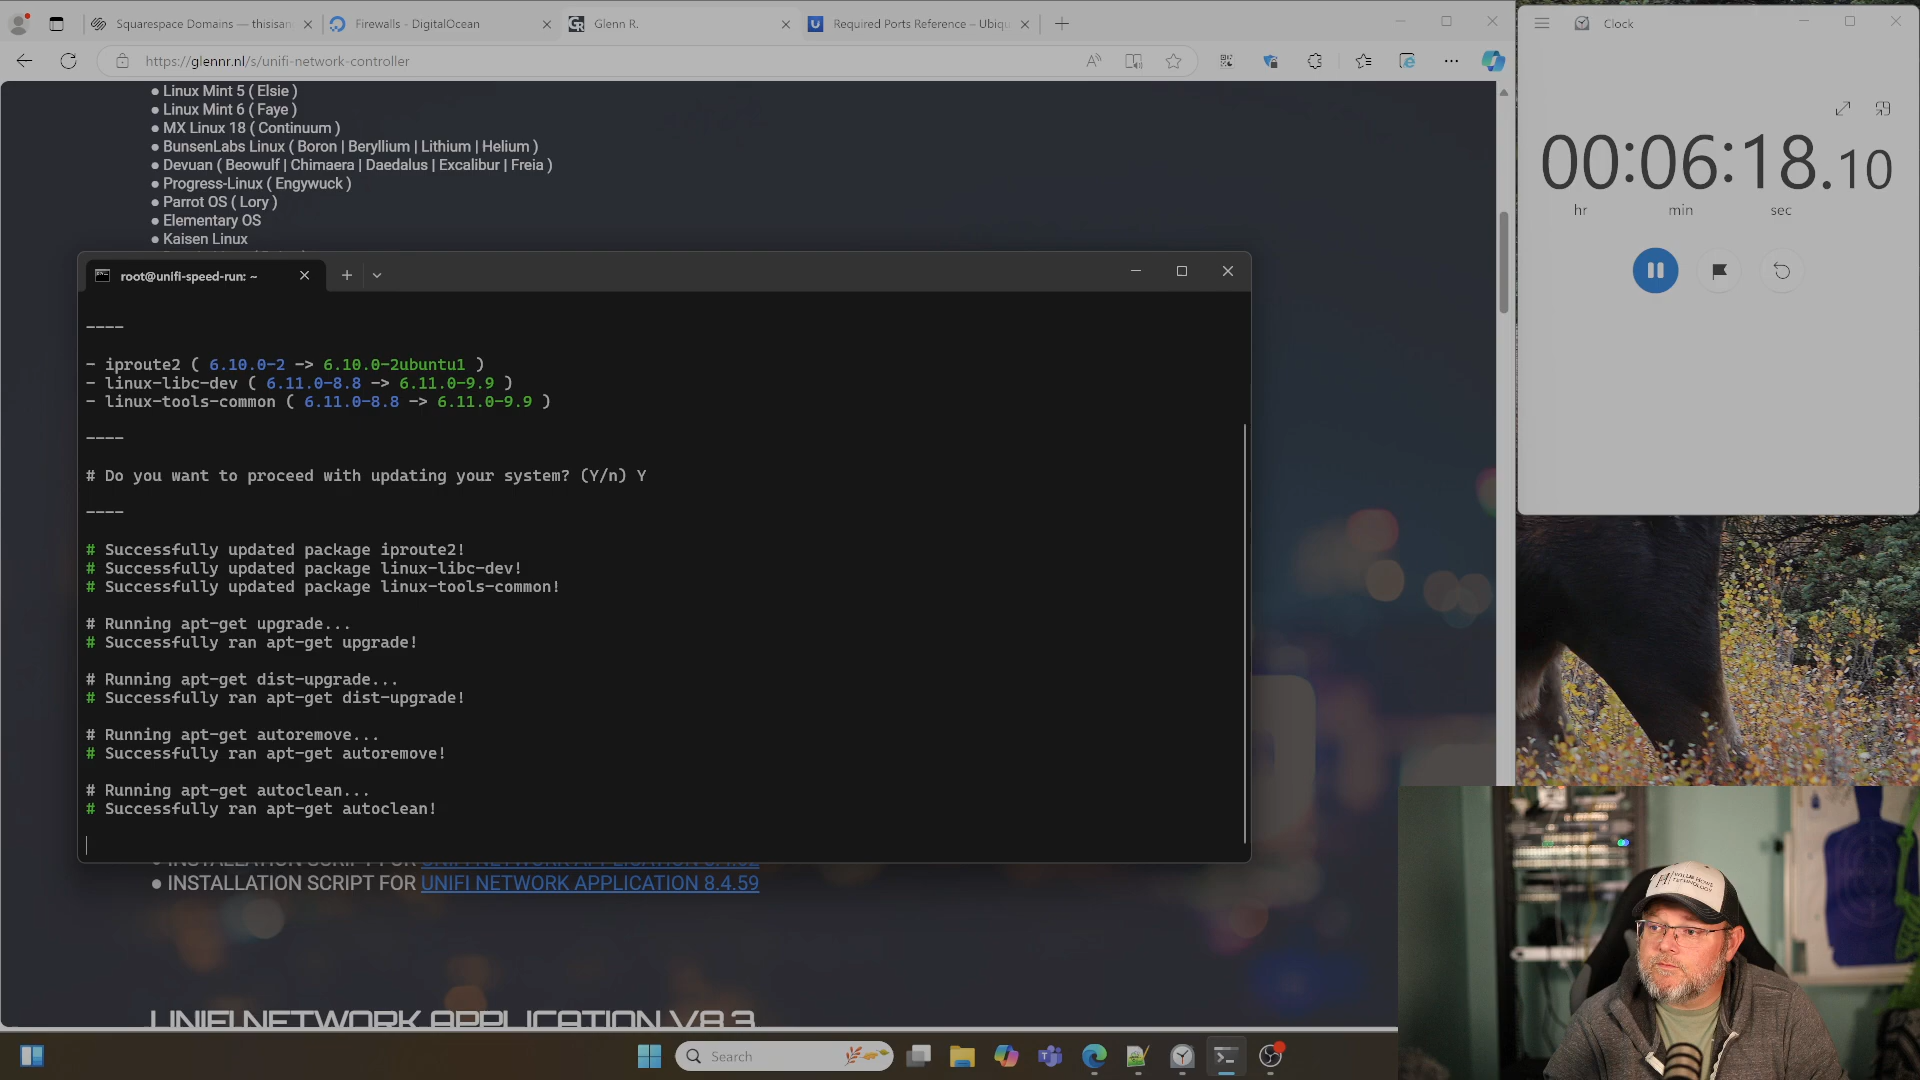 Squarespace Domains — thisisan
Firewalls - DigitalOcean
Glenn R.
Required Ports Reference – Ubiqu
Clock
https://glennr.nl/s/unifi-network-controller
● Linux Mint 5 ( Elsie )
● Linux Mint 6 ( Faye )
● MX Linux 18 ( Continuum )
● BunsenLabs Linux ( Boron | Beryllium | Lithium | Helium )
● Devuan ( Beowulf | Chimaera | Daedalus | Excalibur | Freia )
● Progress-Linux ( Engywuck )
● Parrot OS ( Lory )
● Elementary OS
● Kaisen Linux
00:06:18.10
hr min sec
root@unifi-speed-run: ~
----
- iproute2 ( 6.10.0-2 -> 6.10.0-2ubuntu1 )
- linux-libc-dev ( 6.11.0-8.8 -> 6.11.0-9.9 )
- linux-tools-common ( 6.11.0-8.8 -> 6.11.0-9.9 )
----
# Do you want to proceed with updating your system? (Y/n) Y
----
# Successfully updated package iproute2!
# Successfully updated package linux-libc-dev!
# Successfully updated package linux-tools-common!
# Running apt-get upgrade...
# Successfully ran apt-get upgrade!
# Running apt-get dist-upgrade...
# Successfully ran apt-get dist-upgrade!
# Running apt-get autoremove...
# Successfully ran apt-get autoremove!
# Running apt-get autoclean...
# Successfully ran apt-get autoclean!
● INSTALLATION SCRIPT FOR UNIFI NETWORK APPLICATION
● INSTALLATION SCRIPT FOR UNIFI NETWORK APPLICATION 8.4.59
UNIFI NETWORK APPLICATION V8.3
Search